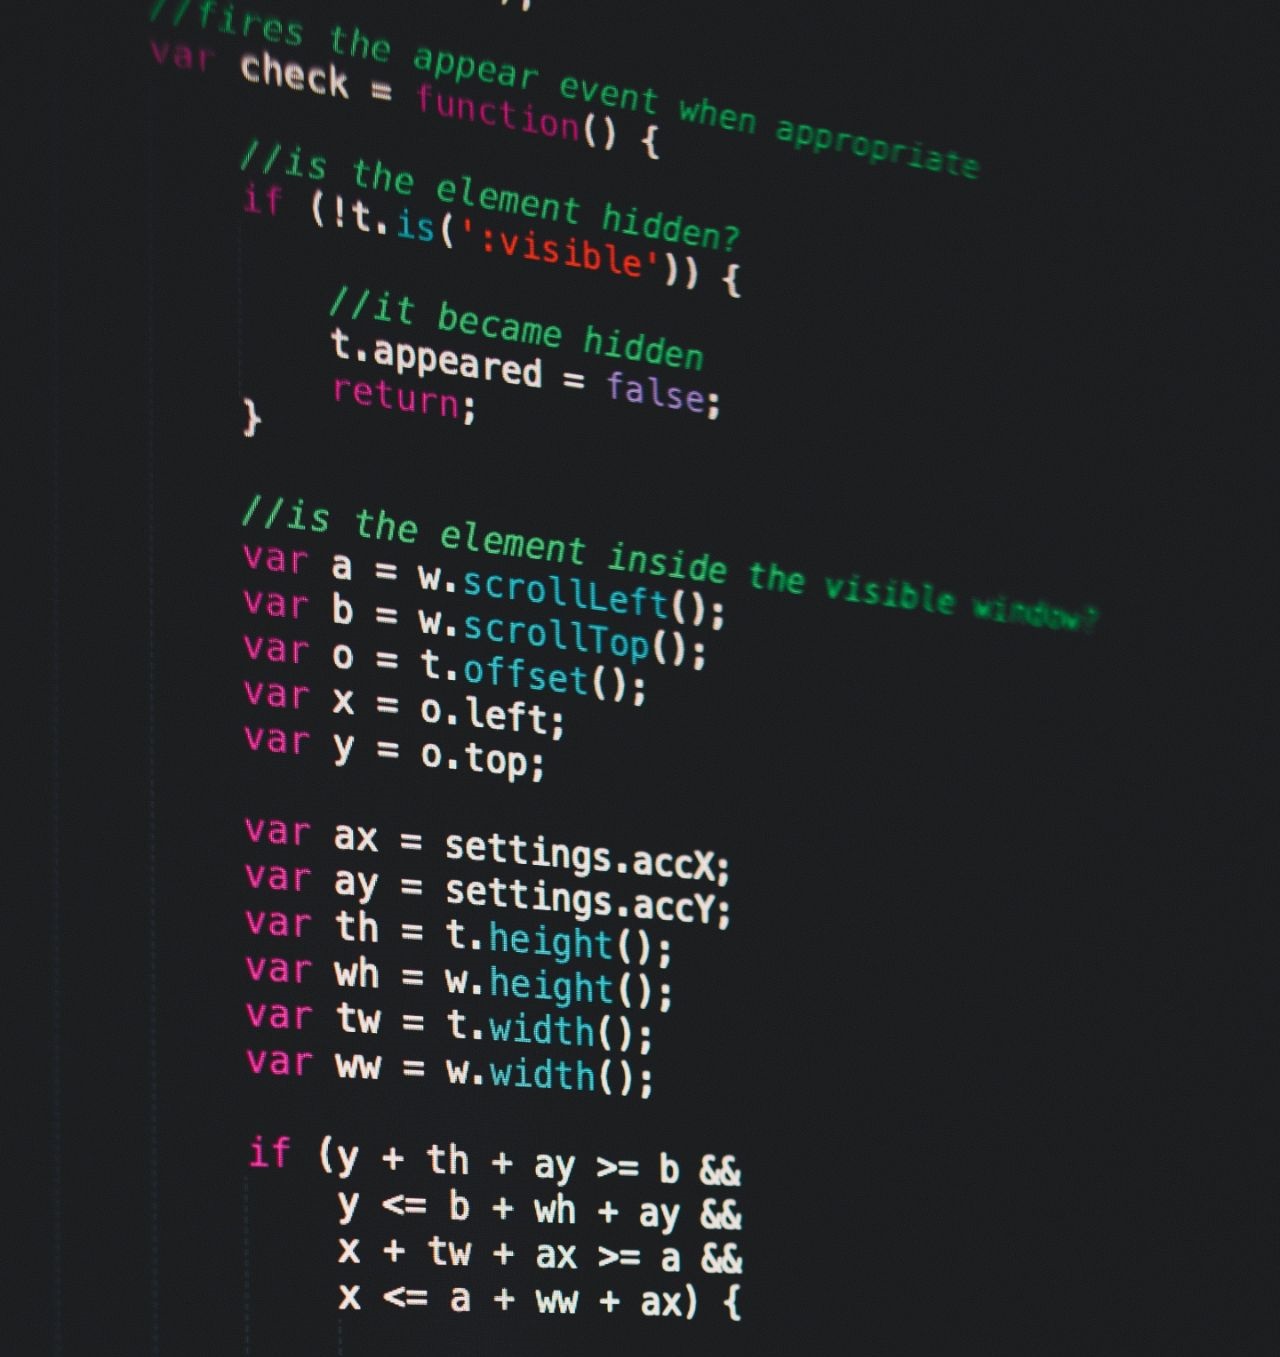 //fires the appear event when appropriate
var check = function() {
//is the element hidden?
if (!t.is(':visible')) {
//it became hidden
t.appeared = false;
return;
}
//is the element inside the visible window?
var a = w.scrollLeft();
var b = w.scrollTop();
var o = t.offset();
var x = o.left;
var y = o.top;
var ax = settings.accX;
var ay = settings.accY;
var th = t.height();
var wh = w.height();
var tw = t.width();
var ww = w.width();
if (y + th + ay >= b &&
y <= b + wh + ay &&
x + tw + ax >= a &&
x <= a + ww + ax) {